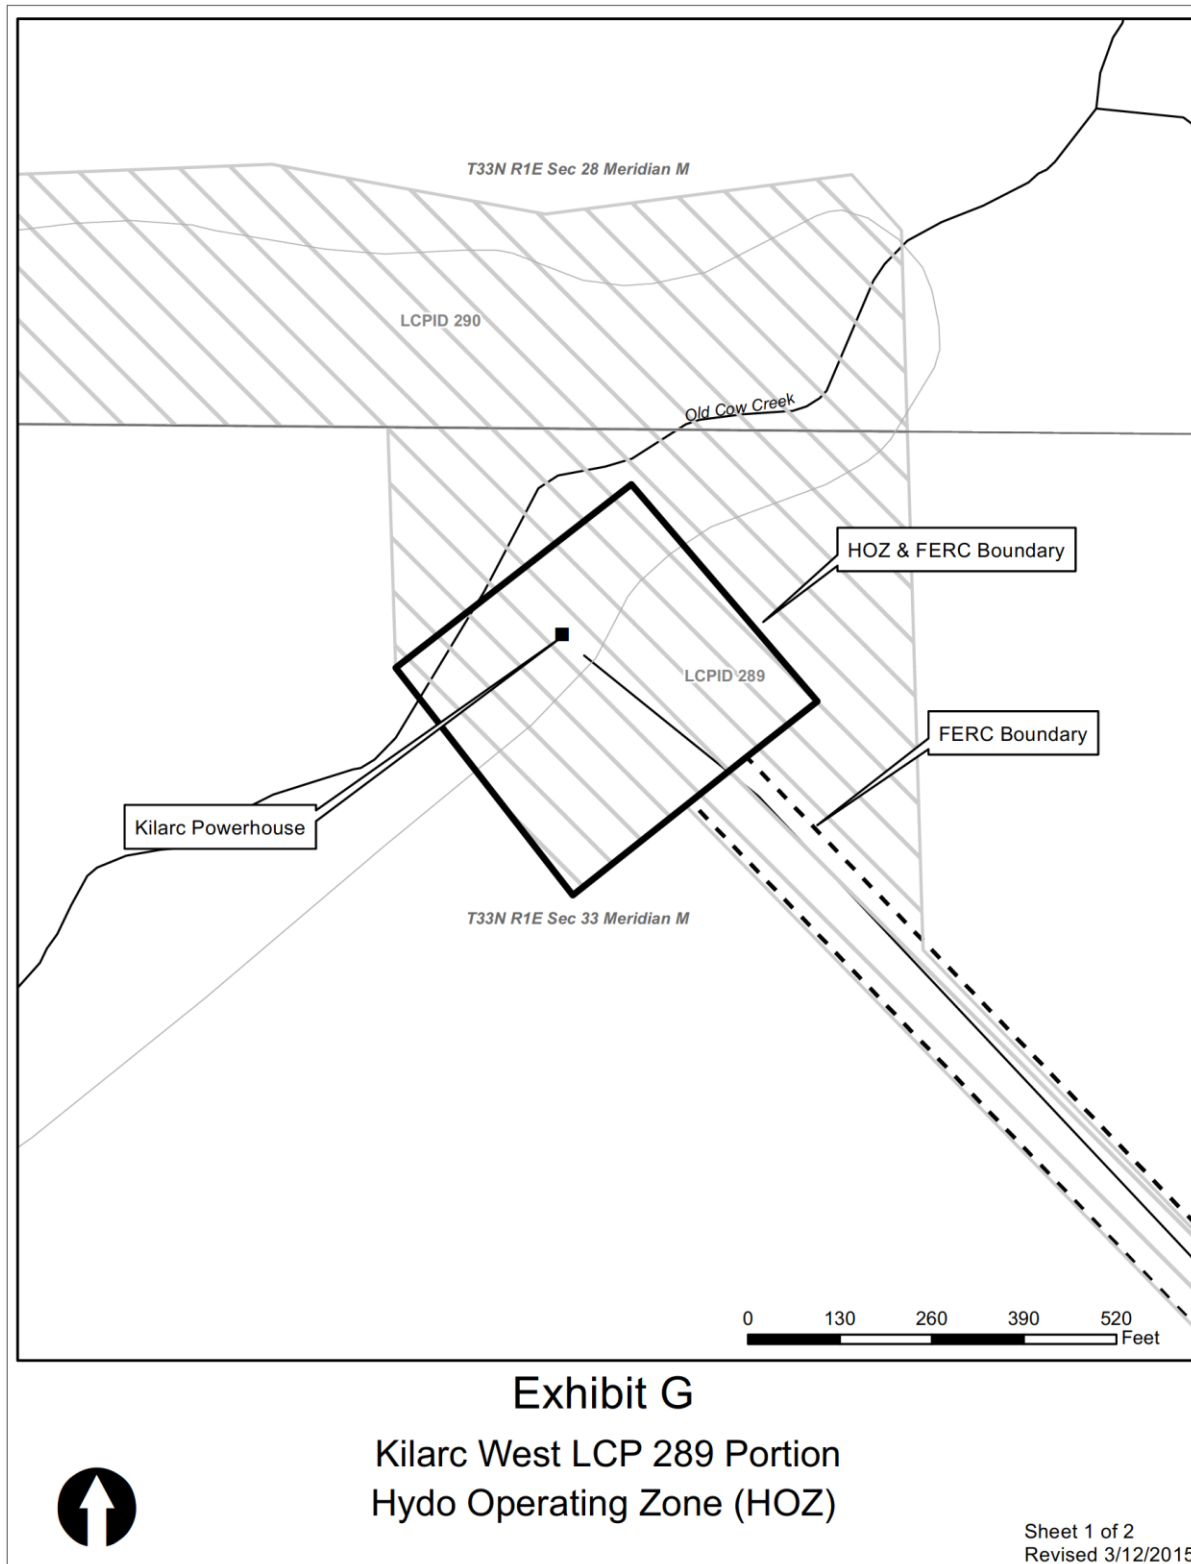 T33N R1E Sec 28 Meridian M
LCPID 290
Old Cow Creek
HOZ & FERC Boundary
LCPID 289
FERC Boundary
Kilarc Powerhouse
T33N R1E Sec 33 Meridian M
0 130 260 390 520
Feet
Exhibit G
Kilarc West LCP 289 Portion
Hydo Operating Zone (HOZ)
Sheet 1 of 2
Revised 3/12/2015